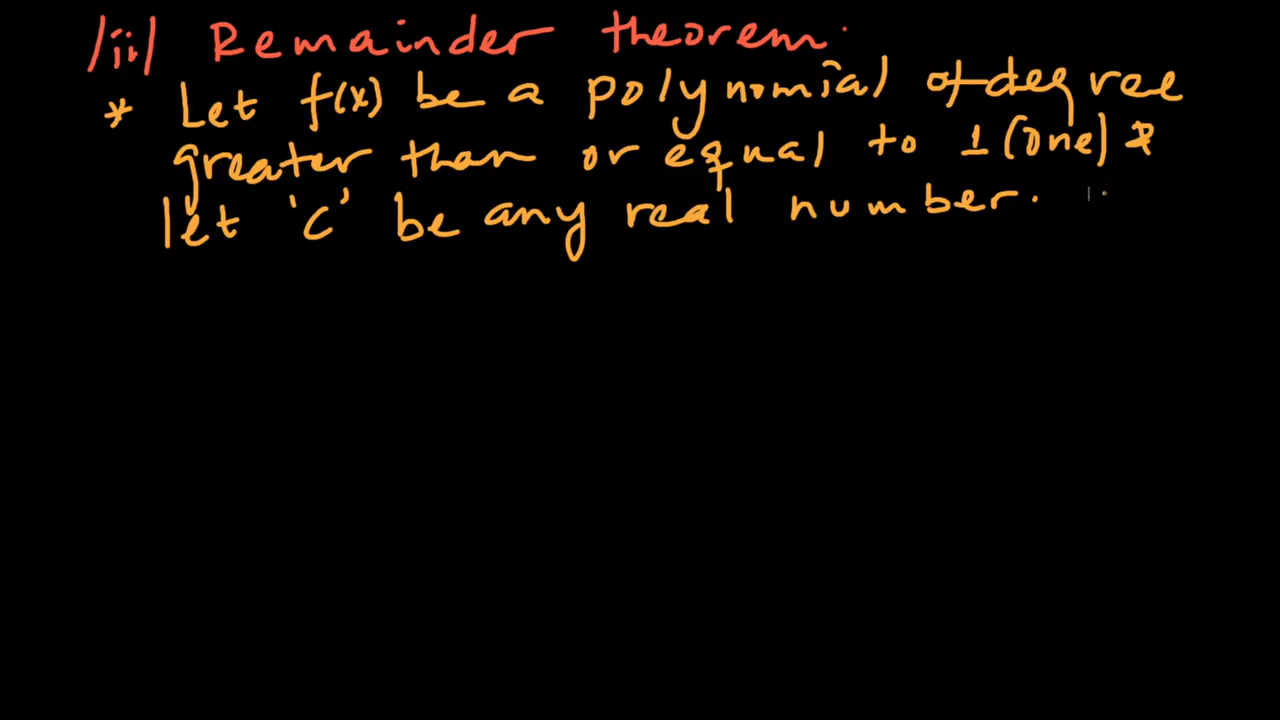 /ii/ Remainder theorem.
* Let f(x) be a polynomial of degree
greater than or equal to 1 (one) &
let 'c' be any real number.